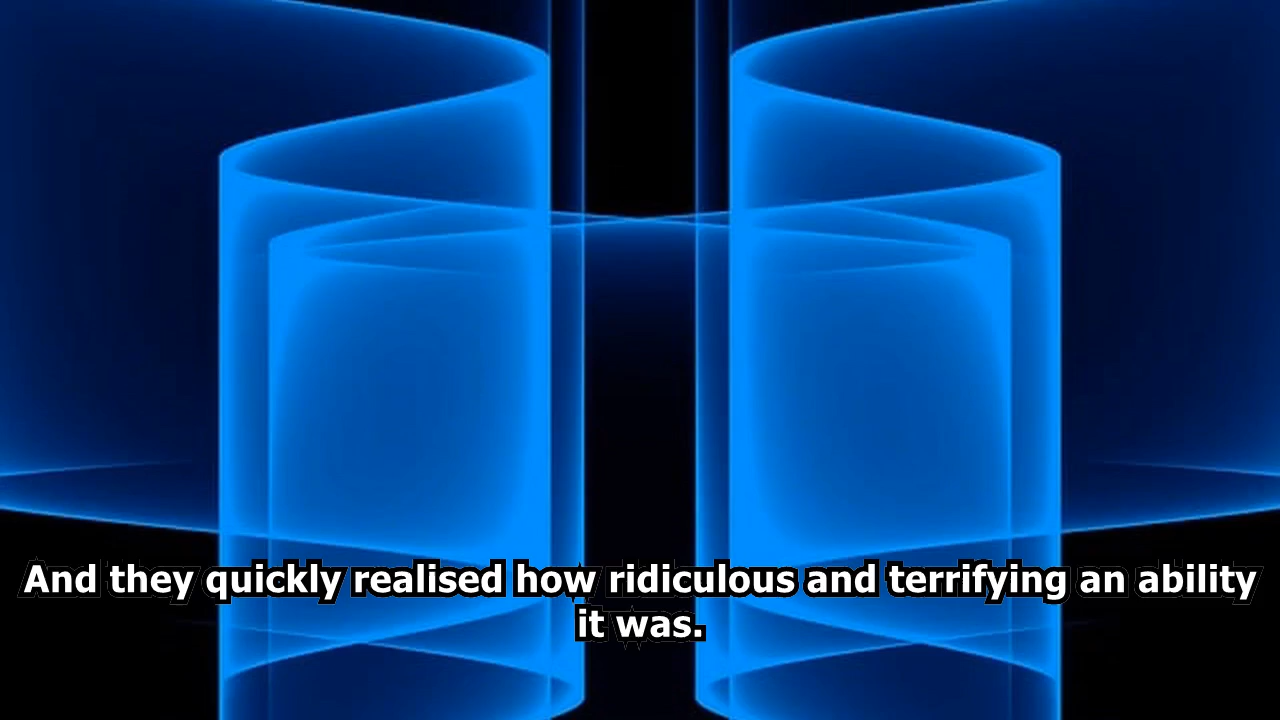 And they quickly realised how ridiculous and terrifying an ability
it was.